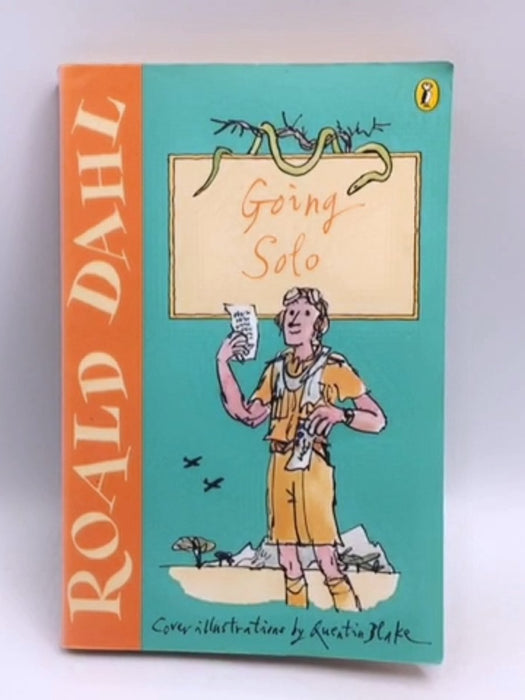 ROALD DAHL
Going
Solo
Cover illustrations by Quentin Blake